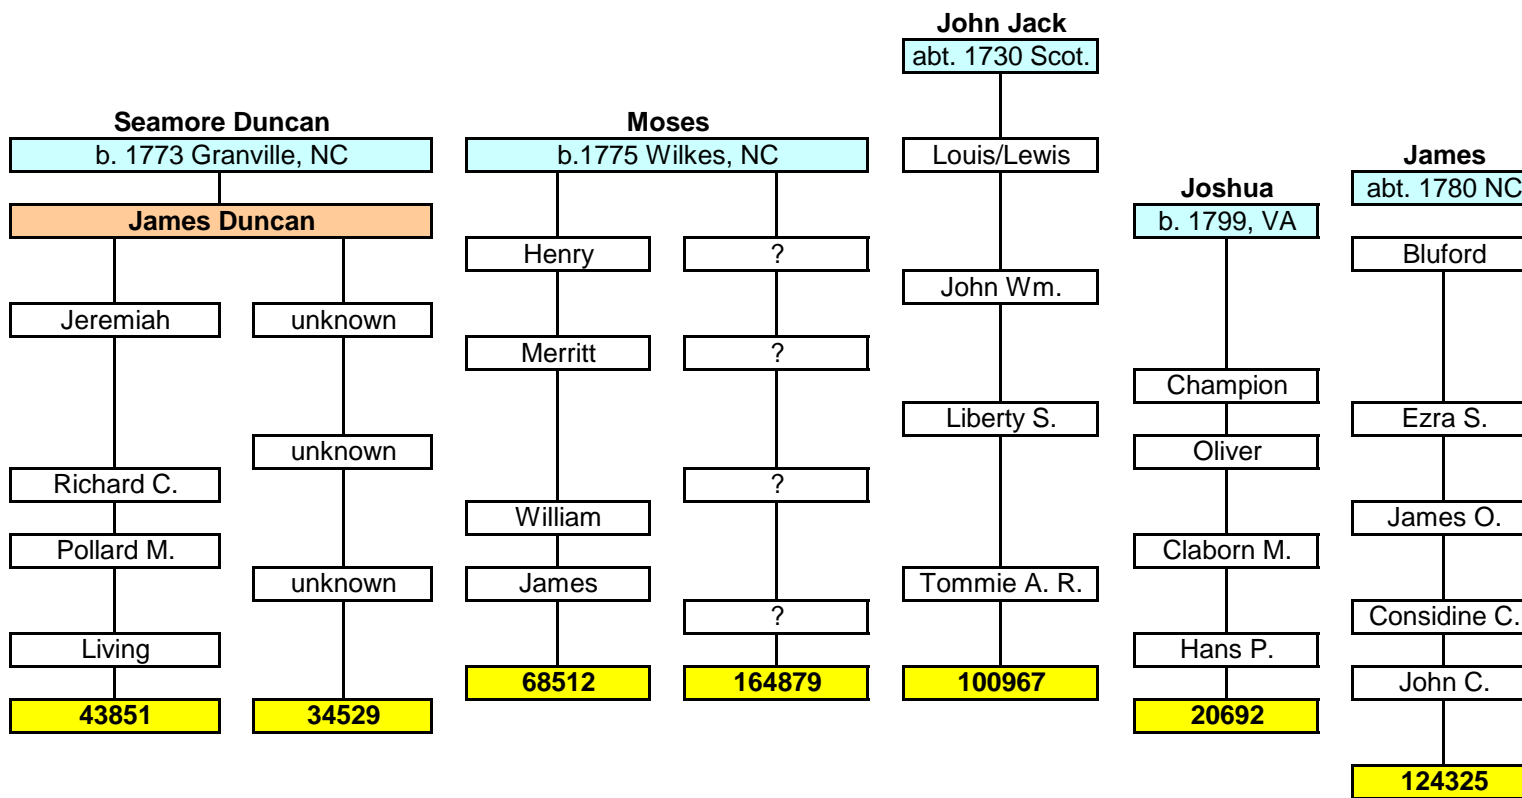 John Jack
abt. 1730 Scot.
Louis/Lewis
John Wm.
Liberty S.
Tommie A. R.
100967
Seamore Duncan
b. 1773 Granville, NC
James Duncan
Jeremiah
Richard C.
Pollard M.
Living
43851
unknown
unknown
unknown
34529
Moses
b.1775 Wilkes, NC
Henry
Merritt
William
James
68512
?
?
?
?
164879
Joshua
b. 1799, VA
Champion
Oliver
Claborn M.
Hans P.
20692
James
abt. 1780 NC
Bluford
Ezra S.
James O.
Considine C.
John C.
124325